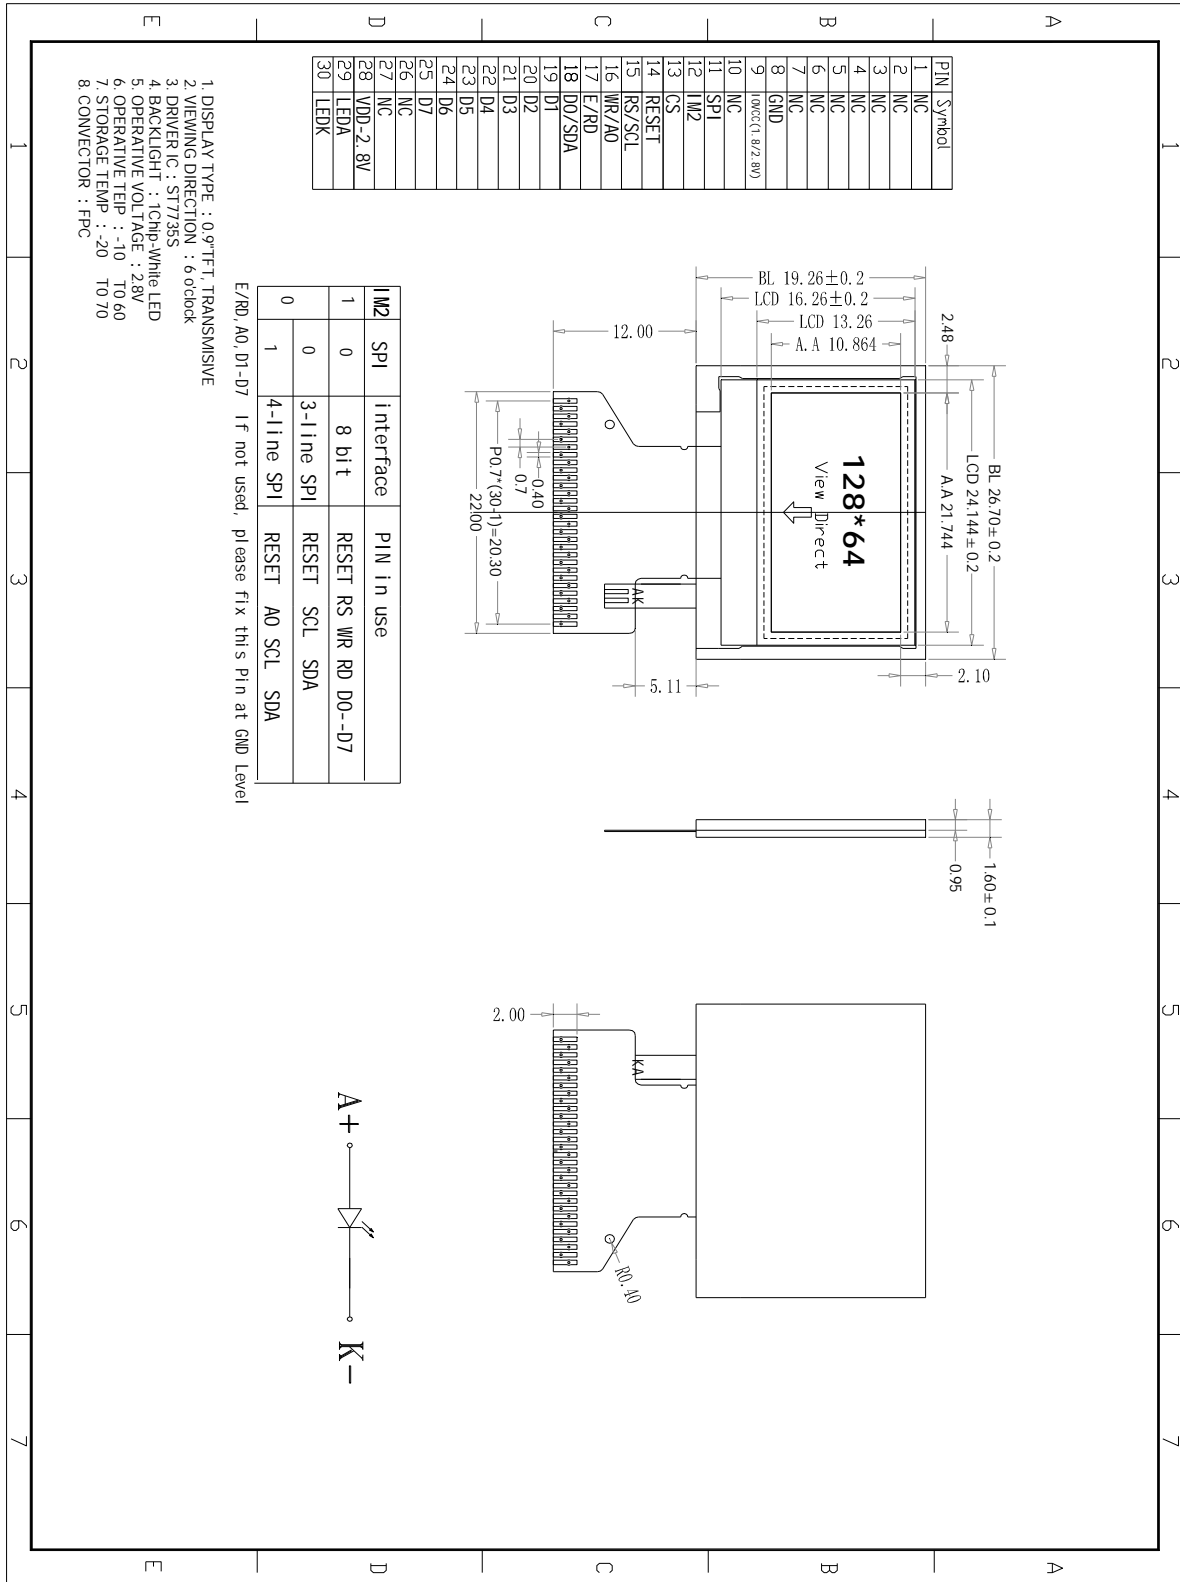 A
B
C
D
E
1
2
3
4
5
6
7
PIN Symbol
1 NC
2 NC
3 NC
4 NC
5 NC
6 NC
7 NC
8 GND
9 IOVCC(1.8/2.8V)
10 NC
11 SPI
12 IM2
13 CS
14 RESET
15 RS/SCL
16 WR/A0
17 E/RD
18 D0/SDA
19 D1
20 D2
21 D3
22 D4
23 D5
24 D6
25 D7
26 NC
27 NC
28 VDD-2.8V
29 LEDA
30 LEDK
BL 26.70±0.2
LCD 24.144±0.2
A.A 21.744
2.48
2.10
BL 19.26±0.2
LCD 16.26±0.2
LCD 13.26
A.A 10.864
12.00
128*64
View Direct
5.11
AK
0.40
0.7
P0.7*(30-1)=20.30
22.00
1.60±0.1
0.95
2.00
KA
R0.40
A+
K-
IM2 SPI interface PIN in use
1 0 8 bit RESET RS WR RD D0--D7
0 0 3-line SPI RESET SCL SDA
1 4-line SPI RESET A0 SCL SDA
E/RD, A0, D1-D7 If not used, please fix this Pin at GND Level
1. DISPLAY TYPE : 0.9"TFT, TRANSMISIVE
2. VIEWING DIRECTION : 6 o'clock
3. DRIVER IC : ST7735S
4. BACKLIGHT : 1Chip-White LED
5. OPERATIVE VOLTAGE : 2.8V
6. OPERATIVE TEIP : -10 TO 60
7. STORAGE TEMP : -20 TO 70
8. CONVECTOR : FPC
1
2
3
4
5
6
7
A
B
C
D
E